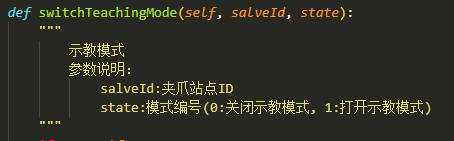 def switchTeachingMode(self, salveId, state):
"""
示教模式
参数说明：
salveId:夹爪站点ID
state:模式编号(0:关闭示教模式, 1:打开示教模式)
"""